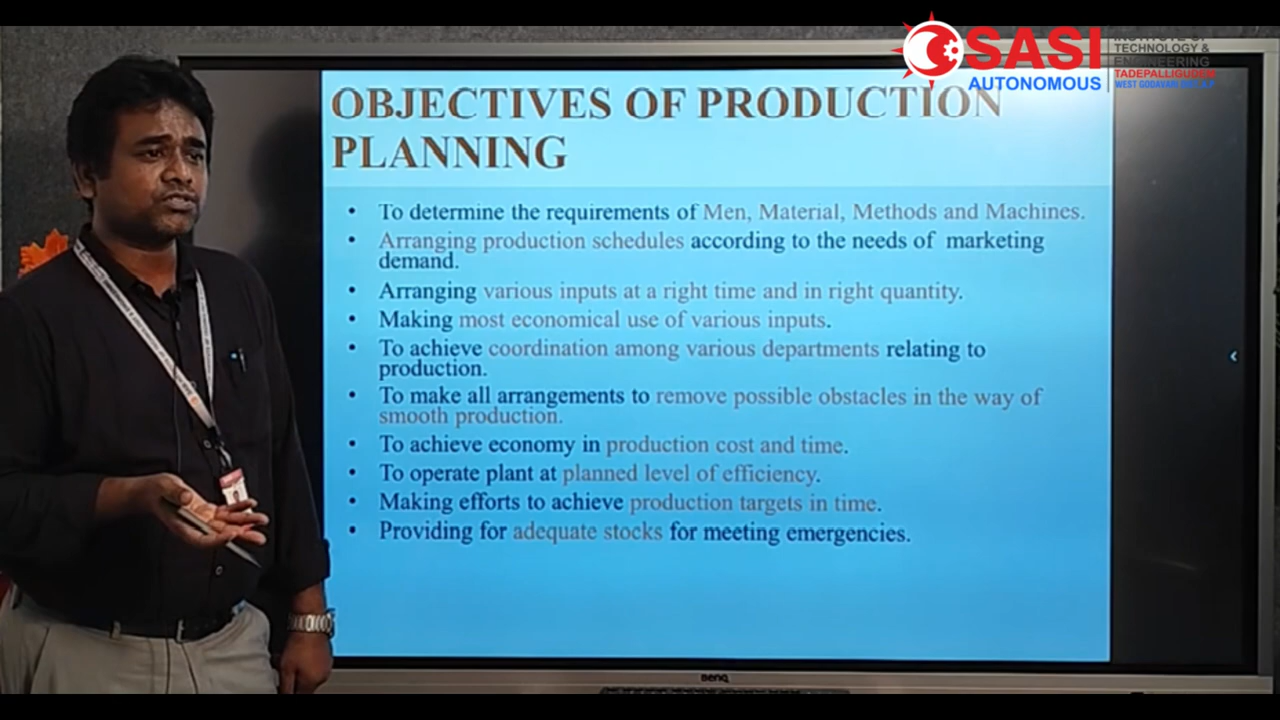 SASI
AUTONOMOUS
INSTITUTE OF
TECHNOLOGY &
ENGINEERING
TADEPALLIGUDEM
OBJECTIVES OF PRODUCTION
PLANNING
• To determine the requirements of Men, Material, Methods and Machines.
• Arranging production schedules according to the needs of marketing
demand.
• Arranging various inputs at a right time and in right quantity.
• Making most economical use of various inputs.
• To achieve coordination among various departments relating to
production.
• To make all arrangements to remove possible obstacles in the way of
smooth production.
• To achieve economy in production cost and time.
• To operate plant at planned level of efficiency.
• Making efforts to achieve production targets in time.
• Providing for adequate stocks for meeting emergencies.
BenQ